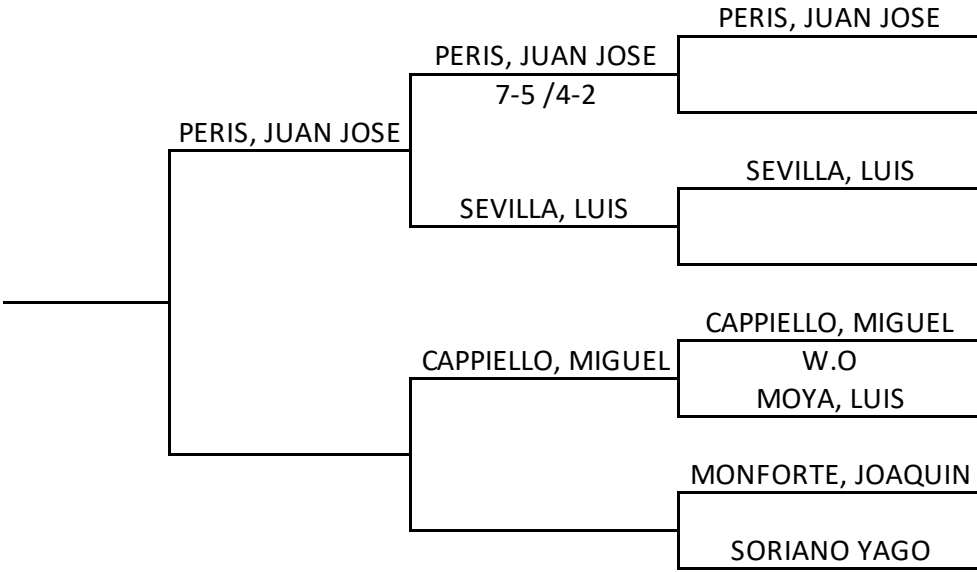 PERIS, JUAN JOSE
PERIS, JUAN JOSE
7-5 /4-2
PERIS, JUAN JOSE
SEVILLA, LUIS
SEVILLA, LUIS
CAPPIELLO, MIGUEL
CAPPIELLO, MIGUEL
W.O
MOYA, LUIS
MONFORTE, JOAQUIN
SORIANO YAGO